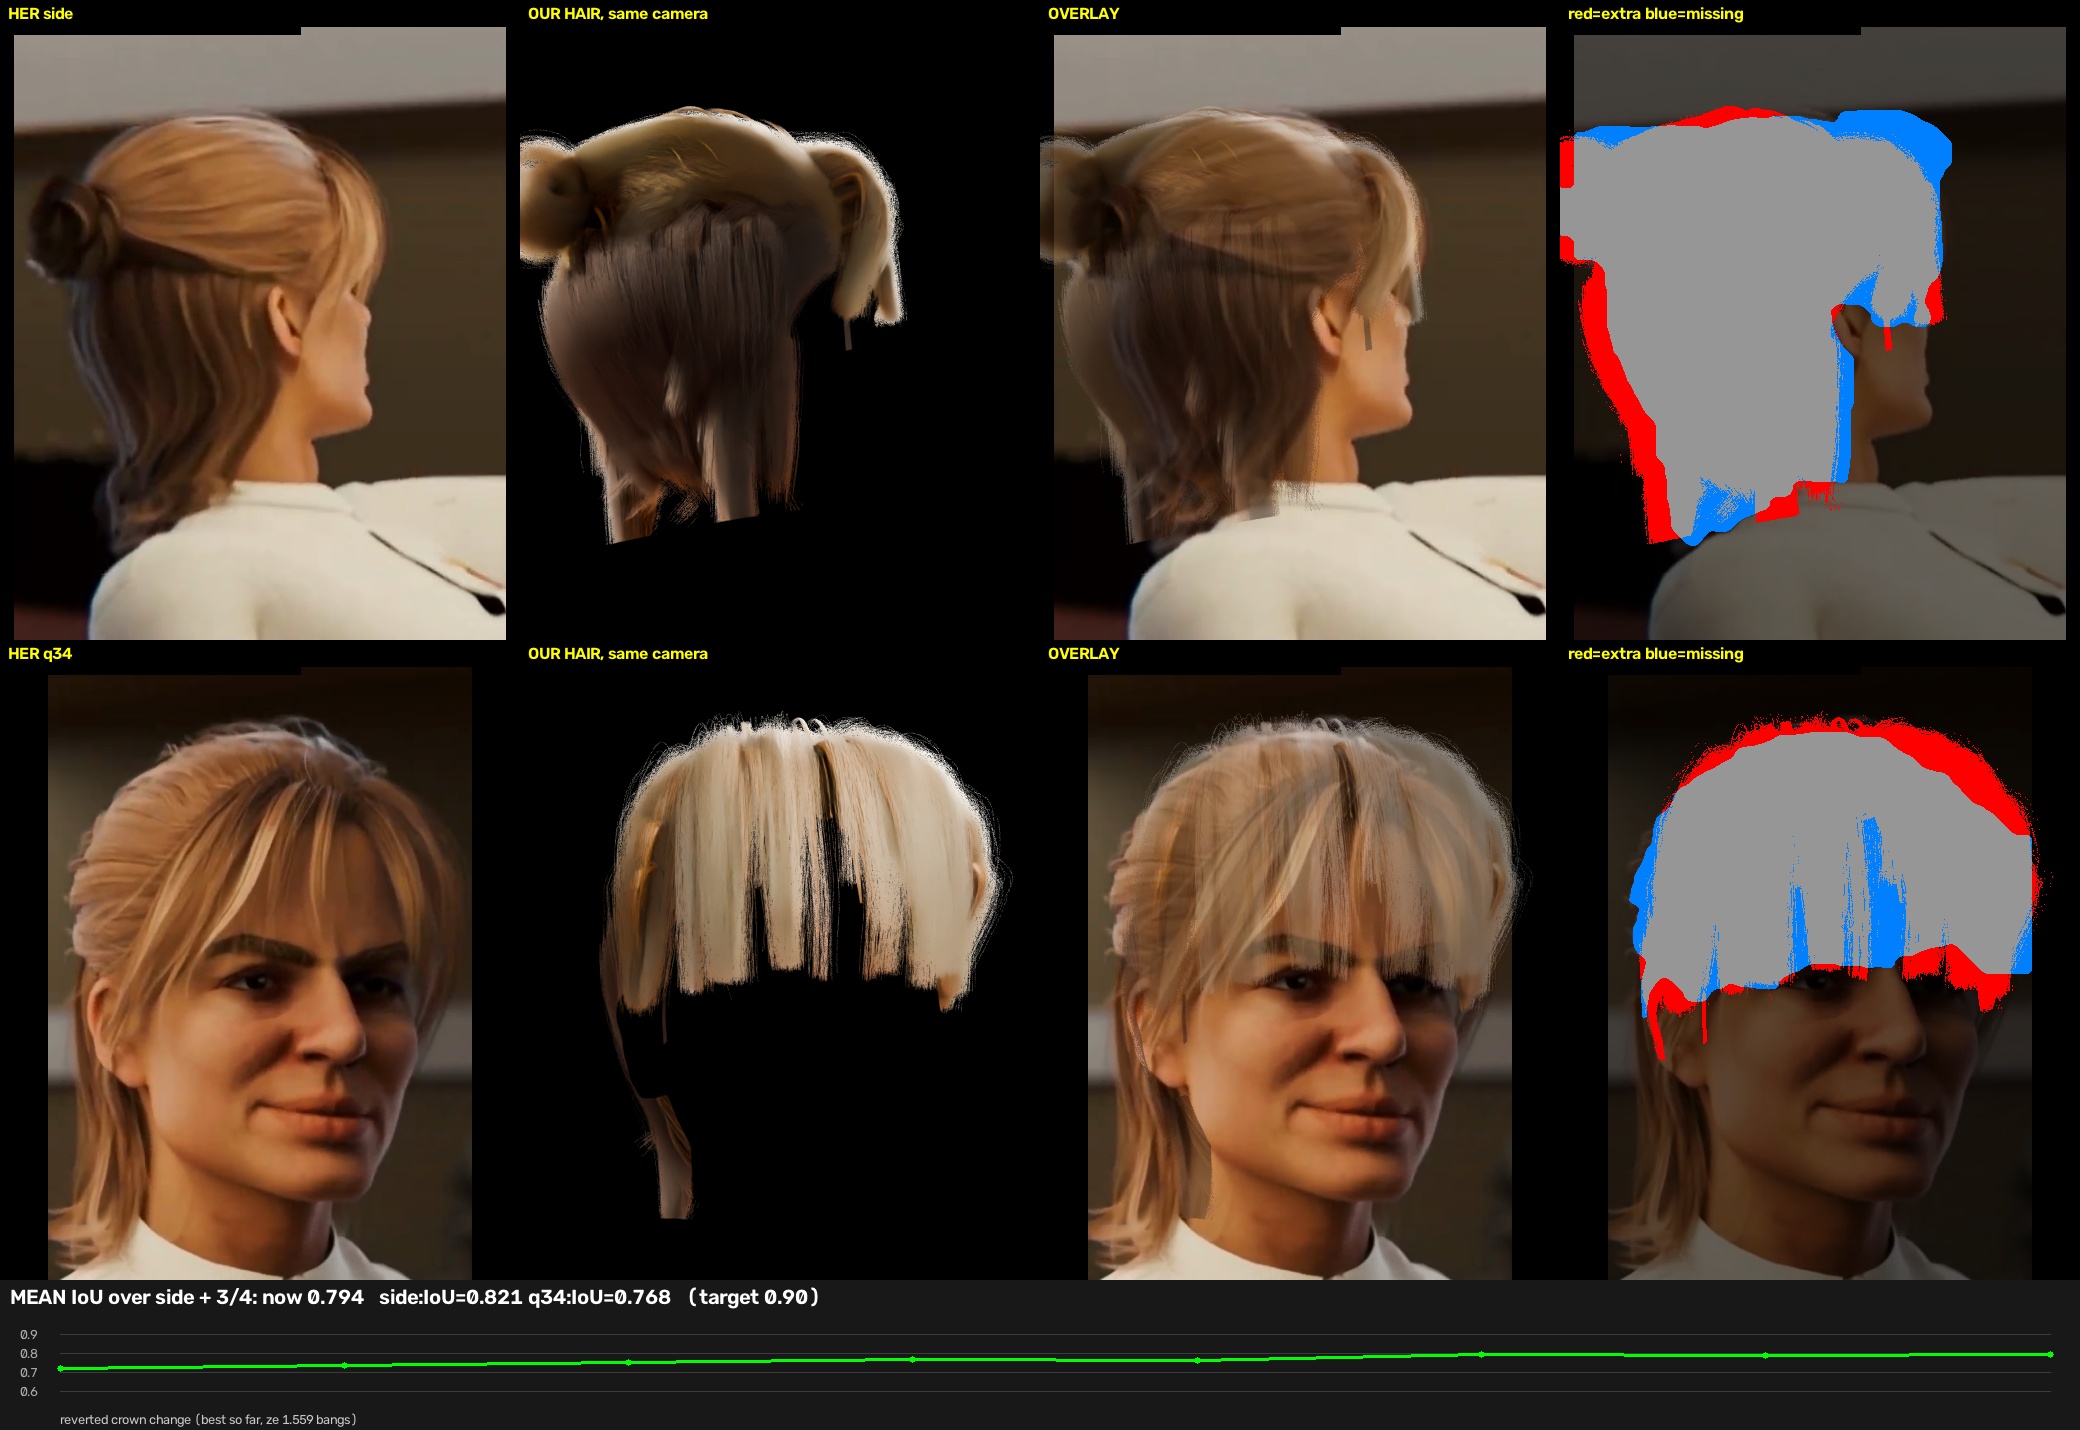 HER side
OUR HAIR, same camera
OVERLAY
red=extra blue=missing
HER q34
OUR HAIR, same camera
OVERLAY
red=extra blue=missing
MEAN IoU over side + 3/4: now 0.794 side:IoU=0.821 q34:IoU=0.768 (target 0.90)
0.9
0.8
0.7
0.6
reverted crown change (best so far, ze 1.559 bangs)